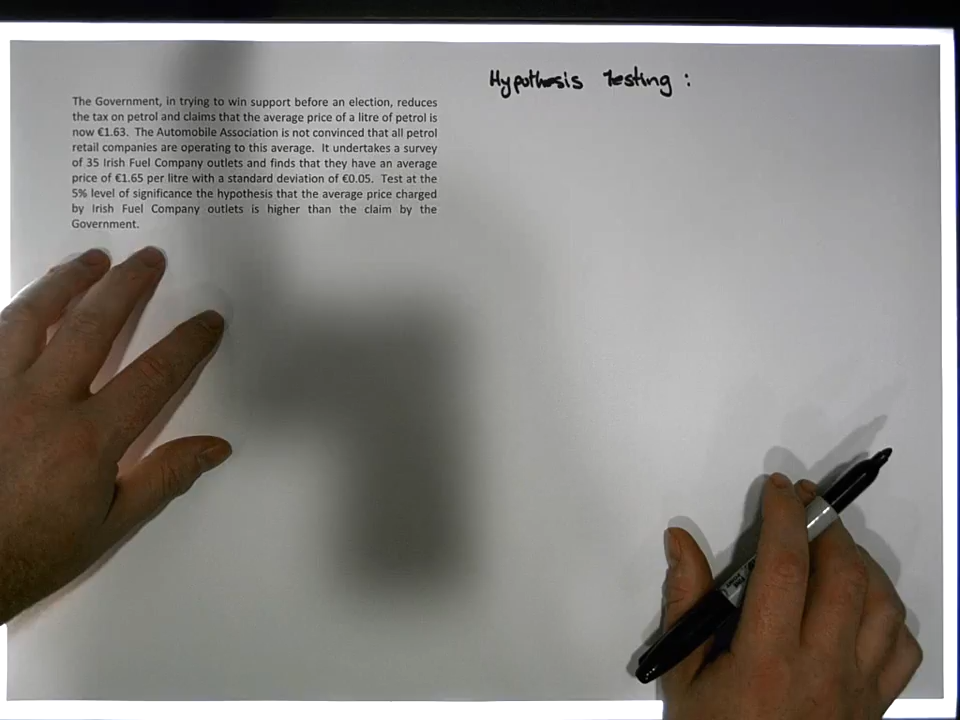 Hypothesis Testing :
The Government, in trying to win support before an election, reduces
the tax on petrol and claims that the average price of a litre of petrol is
now €1.63. The Automobile Association is not convinced that all petrol
retail companies are operating to this average. It undertakes a survey
of 35 Irish Fuel Company outlets and finds that they have an average
price of €1.65 per litre with a standard deviation of €0.05. Test at the
5% level of significance the hypothesis that the average price charged
by Irish Fuel Company outlets is higher than the claim by the
Government.